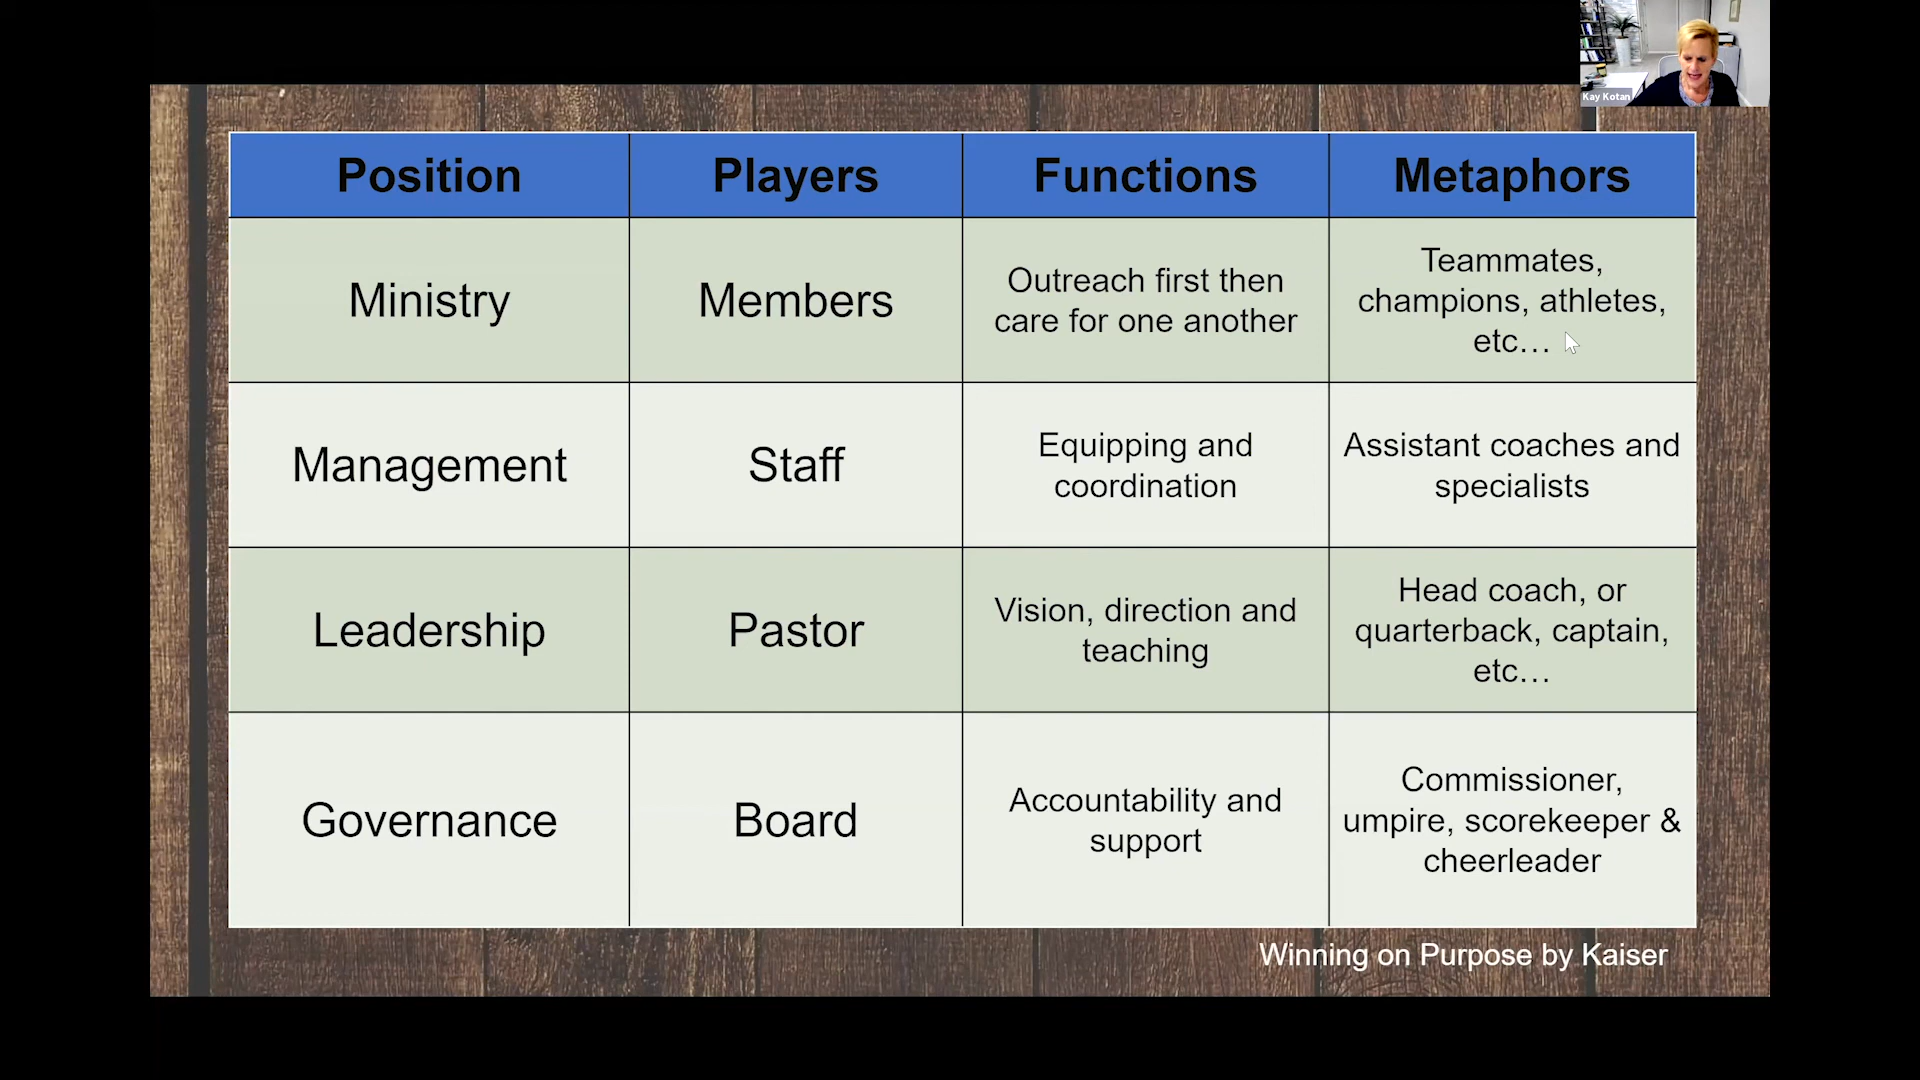 Kay Kotan
Position Players Functions Metaphors
Ministry
Members
Outreach first then
care for one another
Teammates,
champions, athletes,
etc…
Management
Staff
Equipping and
coordination
Assistant coaches and
specialists
Leadership
Pastor
Vision, direction and
teaching
Head coach, or
quarterback, captain,
etc…
Governance
Board
Accountability and
support
Commissioner,
umpire, scorekeeper &
cheerleader
Winning on Purpose by Kaiser